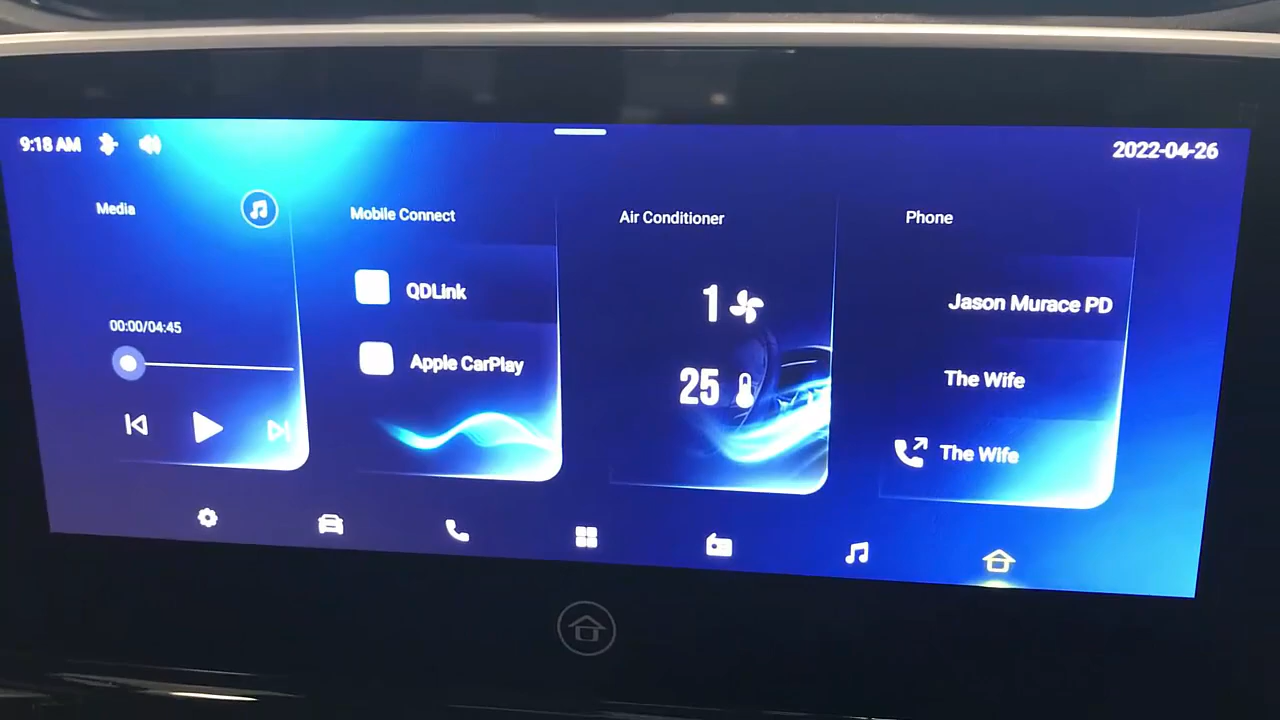 9:18 AM
2022-04-26
Media
00:00/04:45
Mobile Connect
QDLink
Apple CarPlay
Air Conditioner
1
25
Phone
Jason Murace PD
The Wife
The Wife